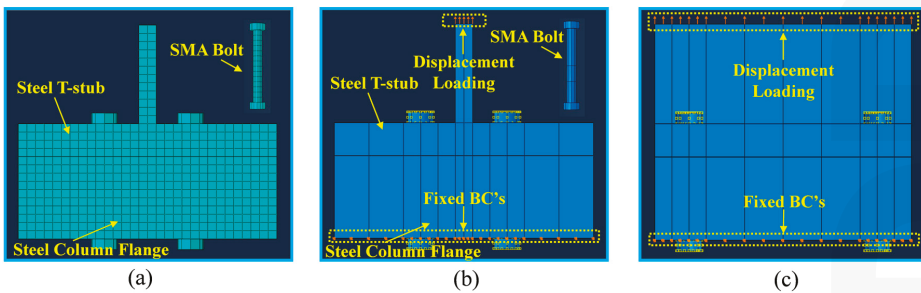 SMA Bolt
Steel T-stub
Steel Column Flange
(a)
SMA Bolt
Displacement
Loading
Steel T-stub
Fixed BC's
Steel Column Flange
(b)
Displacement
Loading
Fixed BC's
(c)